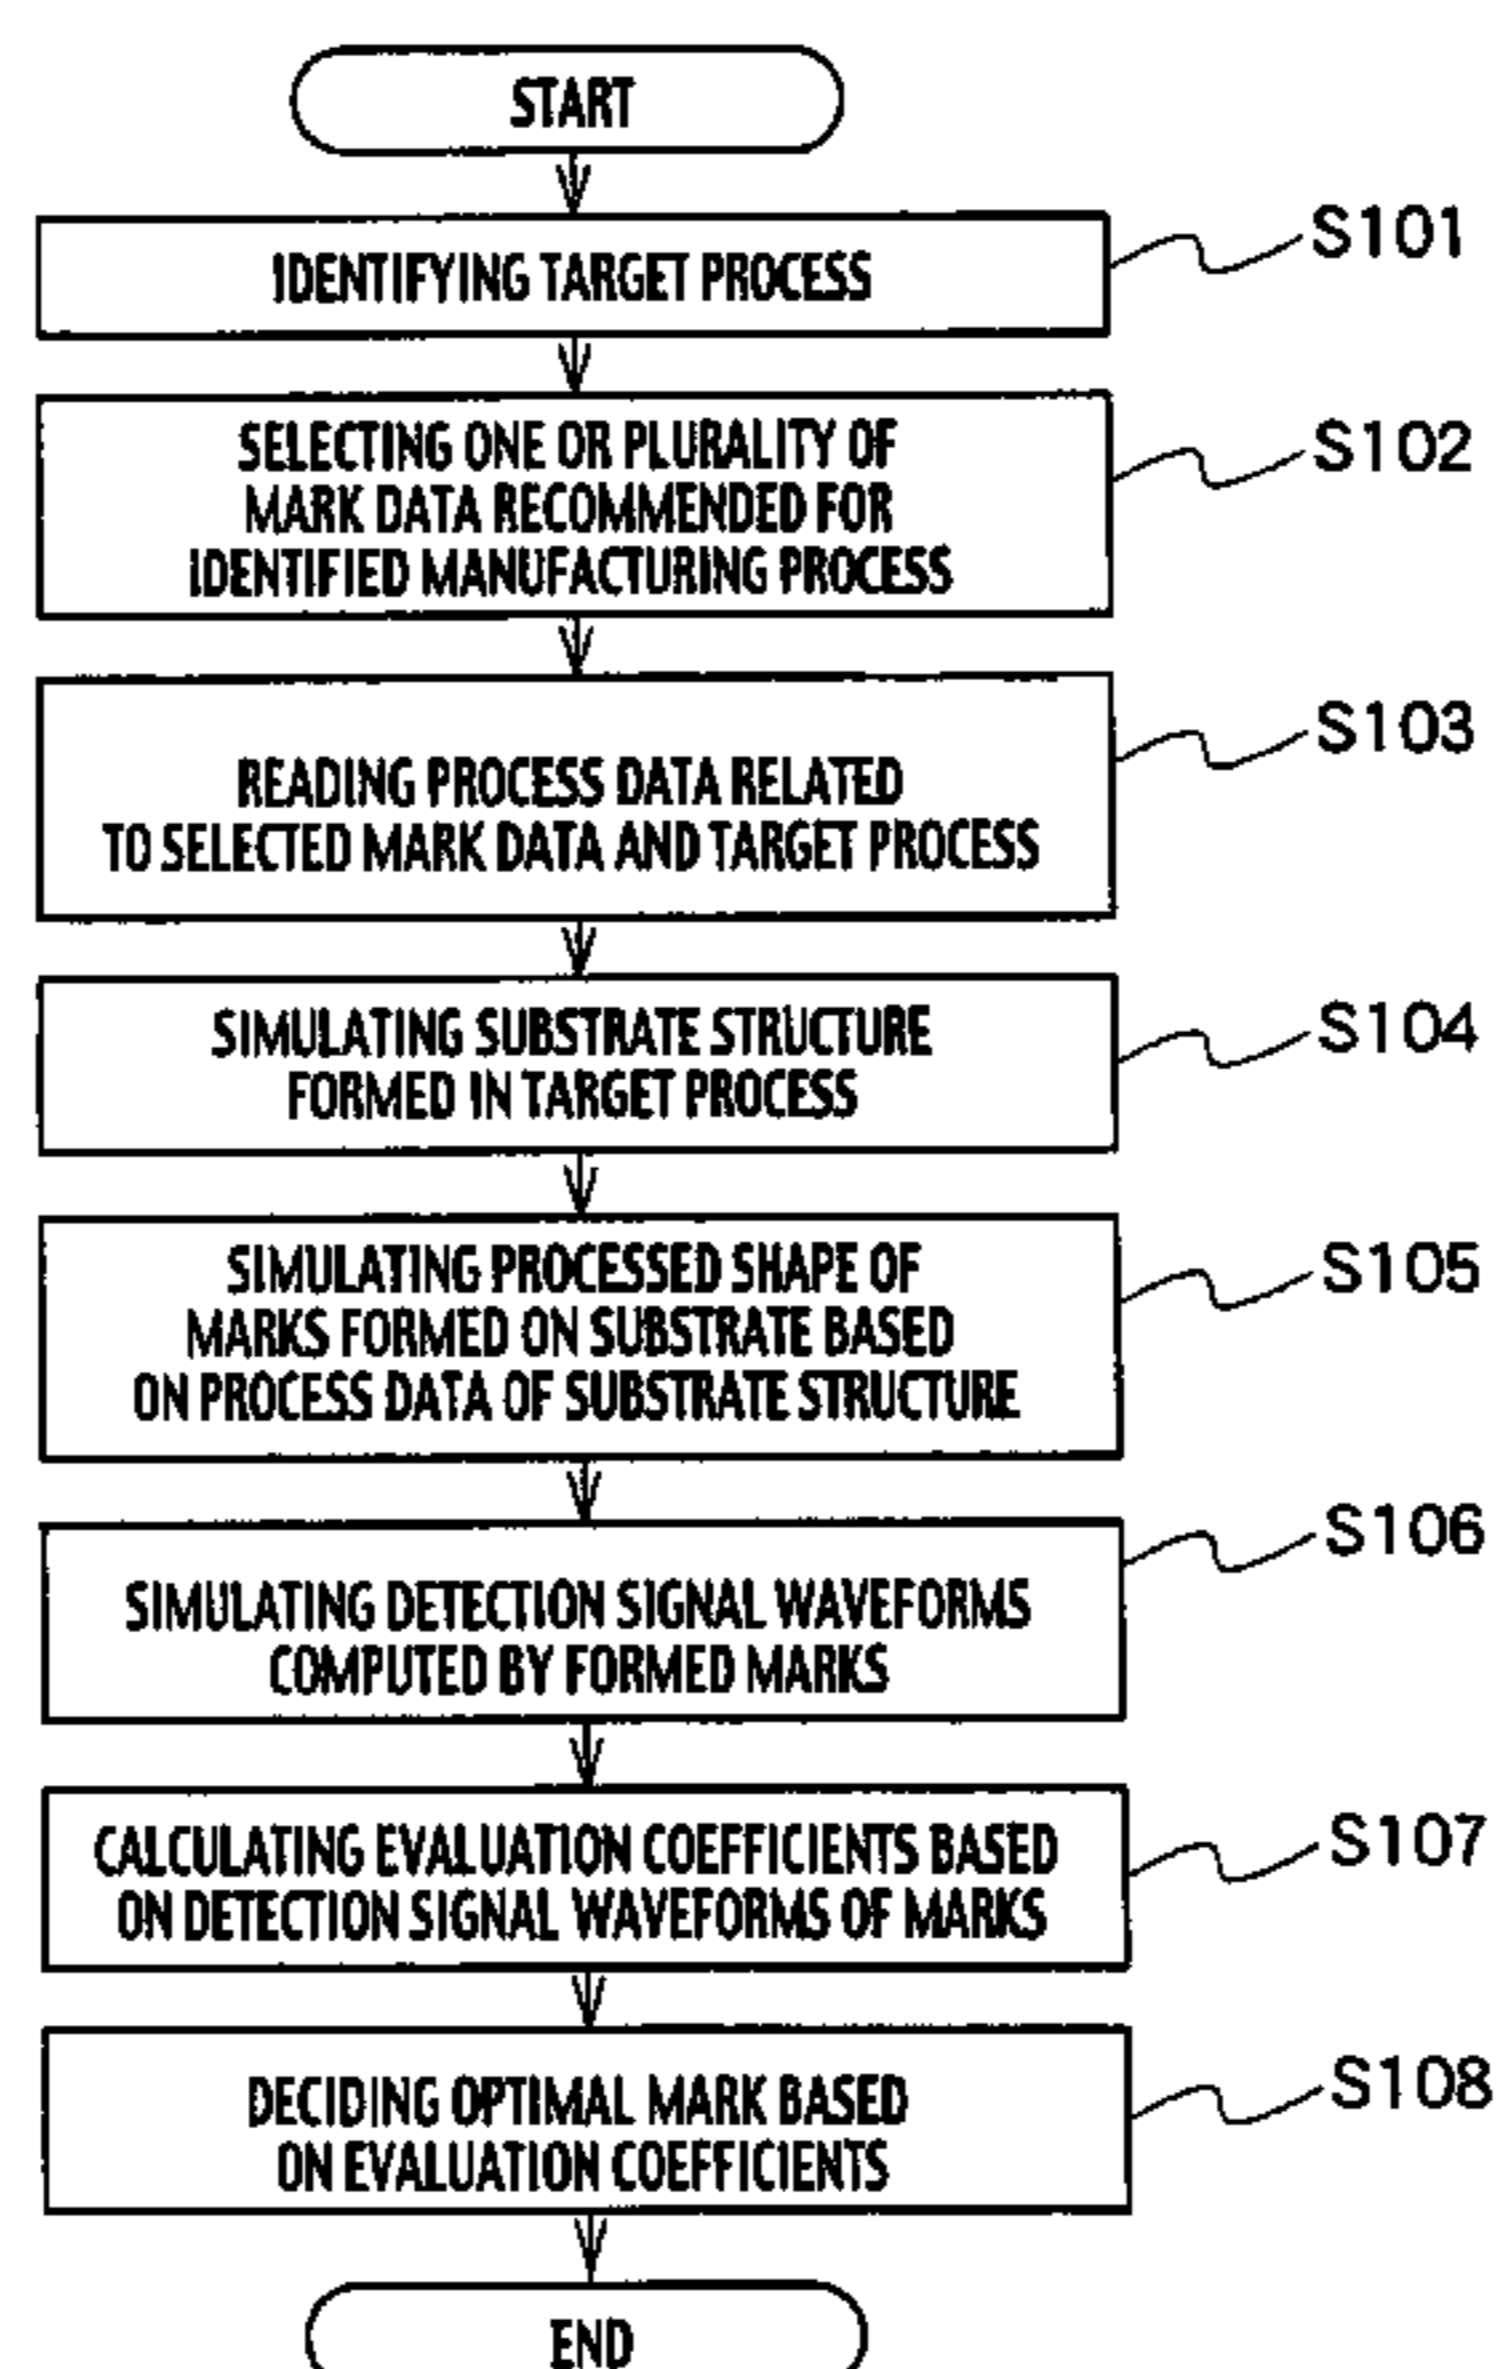 START
IDENTIFYING TARGET PROCESS
S101
SELECTING ONE OR PLURALITY OF
MARK DATA RECOMMENDED FOR
IDENTIFIED MANUFACTURING PROCESS
S102
READING PROCESS DATA RELATED
TO SELECTED MARK DATA AND TARGET PROCESS
S103
SIMULATING SUBSTRATE STRUCTURE
FORMED IN TARGET PROCESS
S104
SIMULATING PROCESSED SHAPE OF
MARKS FORMED ON SUBSTRATE BASED
ON PROCESS DATA OF SUBSTRATE STRUCTURE
S105
SIMULATING DETECTION SIGNAL WAVEFORMS
COMPUTED BY FORMED MARKS
S106
CALCULATING EVALUATION COEFFICIENTS BASED
ON DETECTION SIGNAL WAVEFORMS OF MARKS
S107
DECIDING OPTIMAL MARK BASED
ON EVALUATION COEFFICIENTS
S108
END